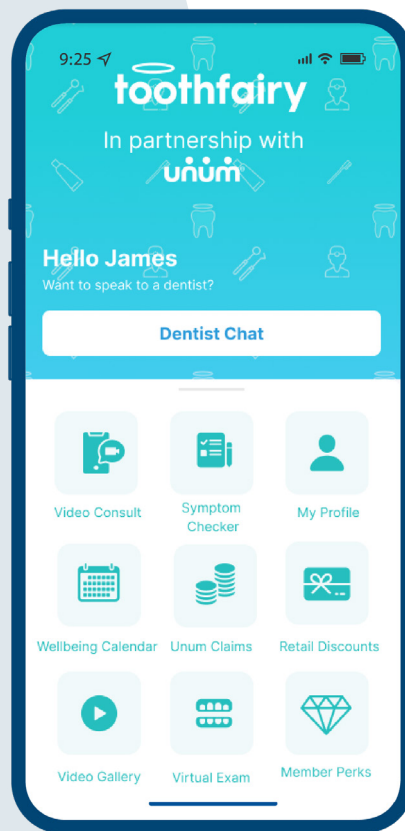 9:25
toothfairy
In partnership with
unum
Hello James
Want to speak to a dentist?
Dentist Chat
Video Consult
Symptom
Checker
My Profile
Wellbeing Calendar
Unum Claims
Retail Discounts
Video Gallery
Virtual Exam
Member Perks